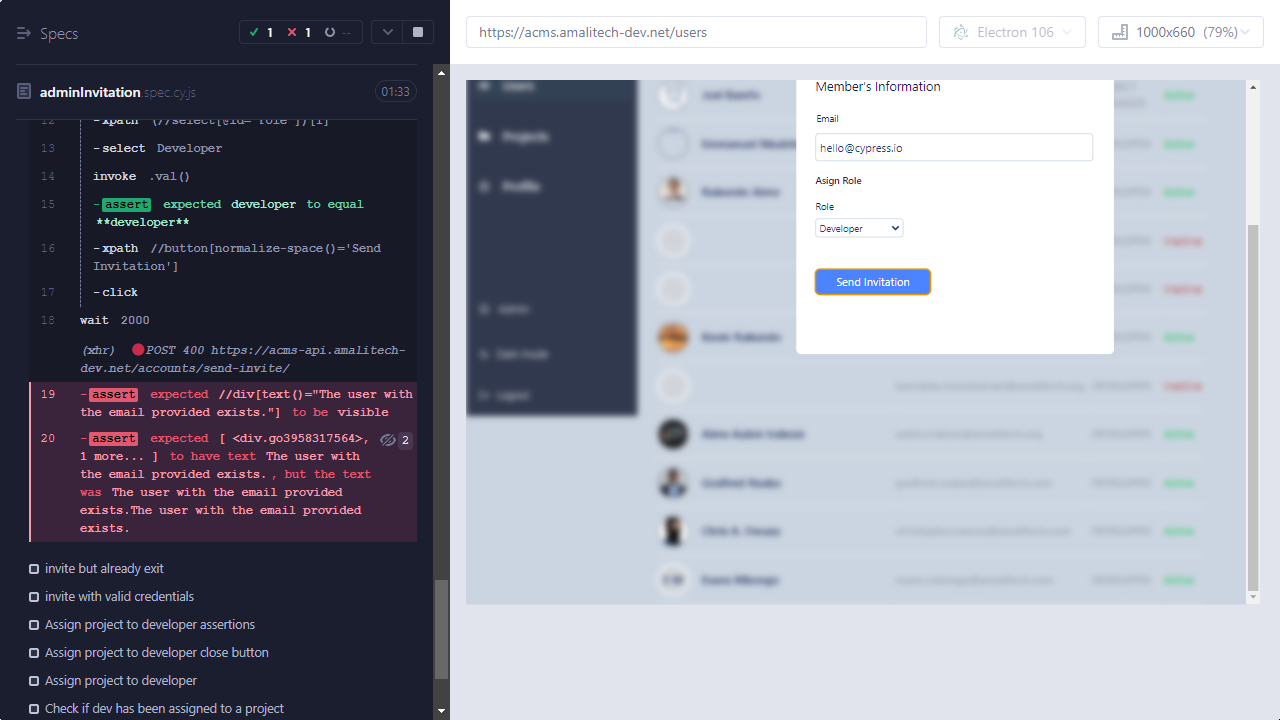 Specs
1
1
--
adminInvitation.spec.cy.js
01:33
12 -xpath (//select[@id='role'])[1]
13 -select Developer
14 invoke .val()
15 -assert expected developer to equal
**developer**
16 -xpath //button[normalize-space()='Send
Invitation']
17 -click
18 wait 2000
(xhr) POST 400 https://acms-api.amalitech-
dev.net/accounts/send-invite/
19 -assert expected //div[text()="The user with
the email provided exists."] to be visible
20 -assert expected [ <div.go3958317564>, 2
1 more... ] to have text The user with
the email provided exists. , but the text
was The user with the email provided
exists.The user with the email provided
exists.
invite but already exit
invite with valid credentials
Assign project to developer assertions
Assign project to developer close button
Assign project to developer
Check if dev has been assigned to a project
https://acms.amalitech-dev.net/users
Electron 106
1000x660 (79%)
Users
Projects
Profile
Admin
Dark mode
Logout
Member's Information
Email
hello@cypress.io
Asign Role
Role
Developer
Send Invitation